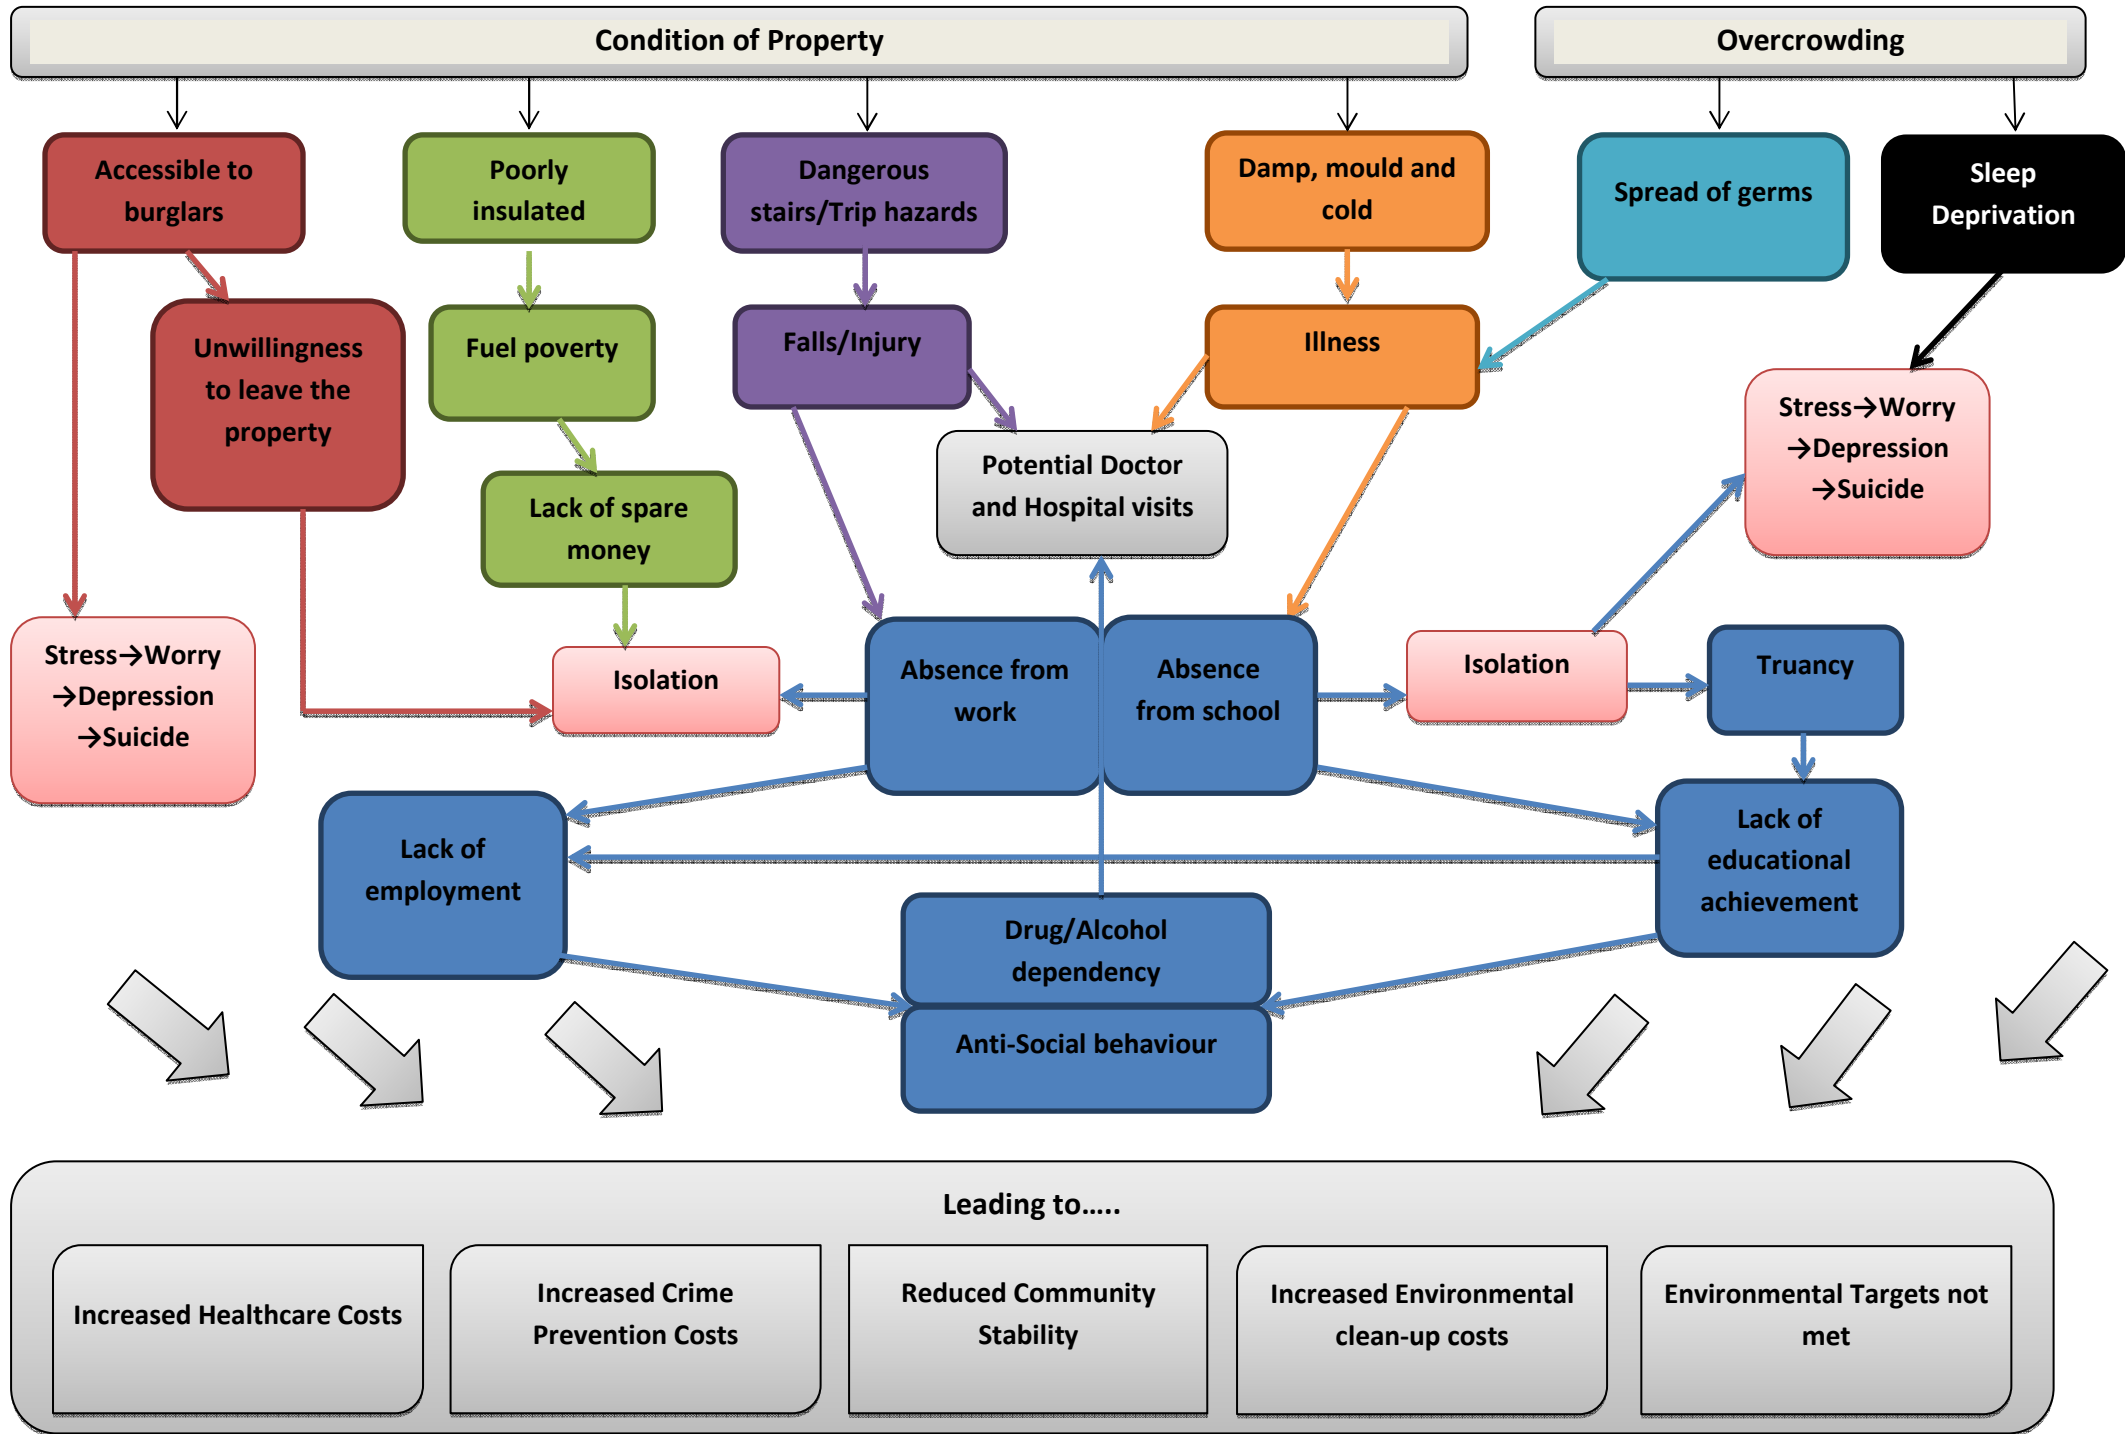 Condition of Property
Overcrowding
Accessible to
burglars
Poorly
insulated
Dangerous
stairs/Trip hazards
Damp, mould and
cold
Spread of germs
Sleep
Deprivation
Unwillingness
to leave the
property
Fuel poverty
Falls/Injury
Illness
Stress→Worry
→Depression
→Suicide
Potential Doctor
and Hospital visits
Lack of spare
money
Stress→Worry
→Depression
→Suicide
Isolation
Absence from
work
Absence
from school
Isolation
Truancy
Lack of
employment
Lack of
educational
achievement
Drug/Alcohol
dependency
Anti-Social behaviour
Leading to…..
Increased Healthcare Costs
Increased Crime
Prevention Costs
Reduced Community
Stability
Increased Environmental
clean-up costs
Environmental Targets not
met